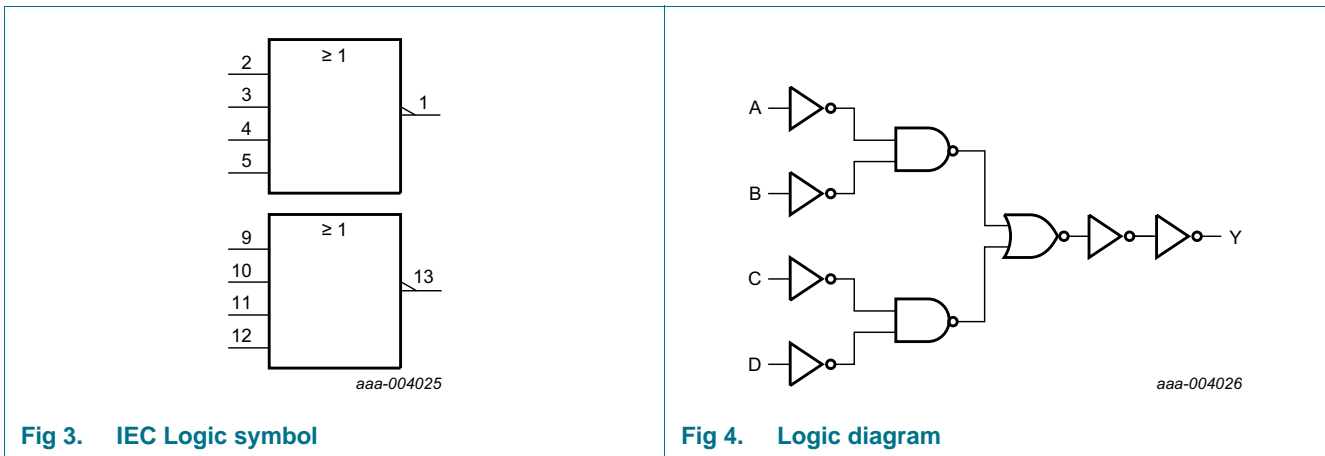 ≥ 1
2
3
4
5
1
≥ 1
9
10
11
12
13
aaa-004025
Fig 3. IEC Logic symbol
A
B
C
D
Y
aaa-004026
Fig 4. Logic diagram